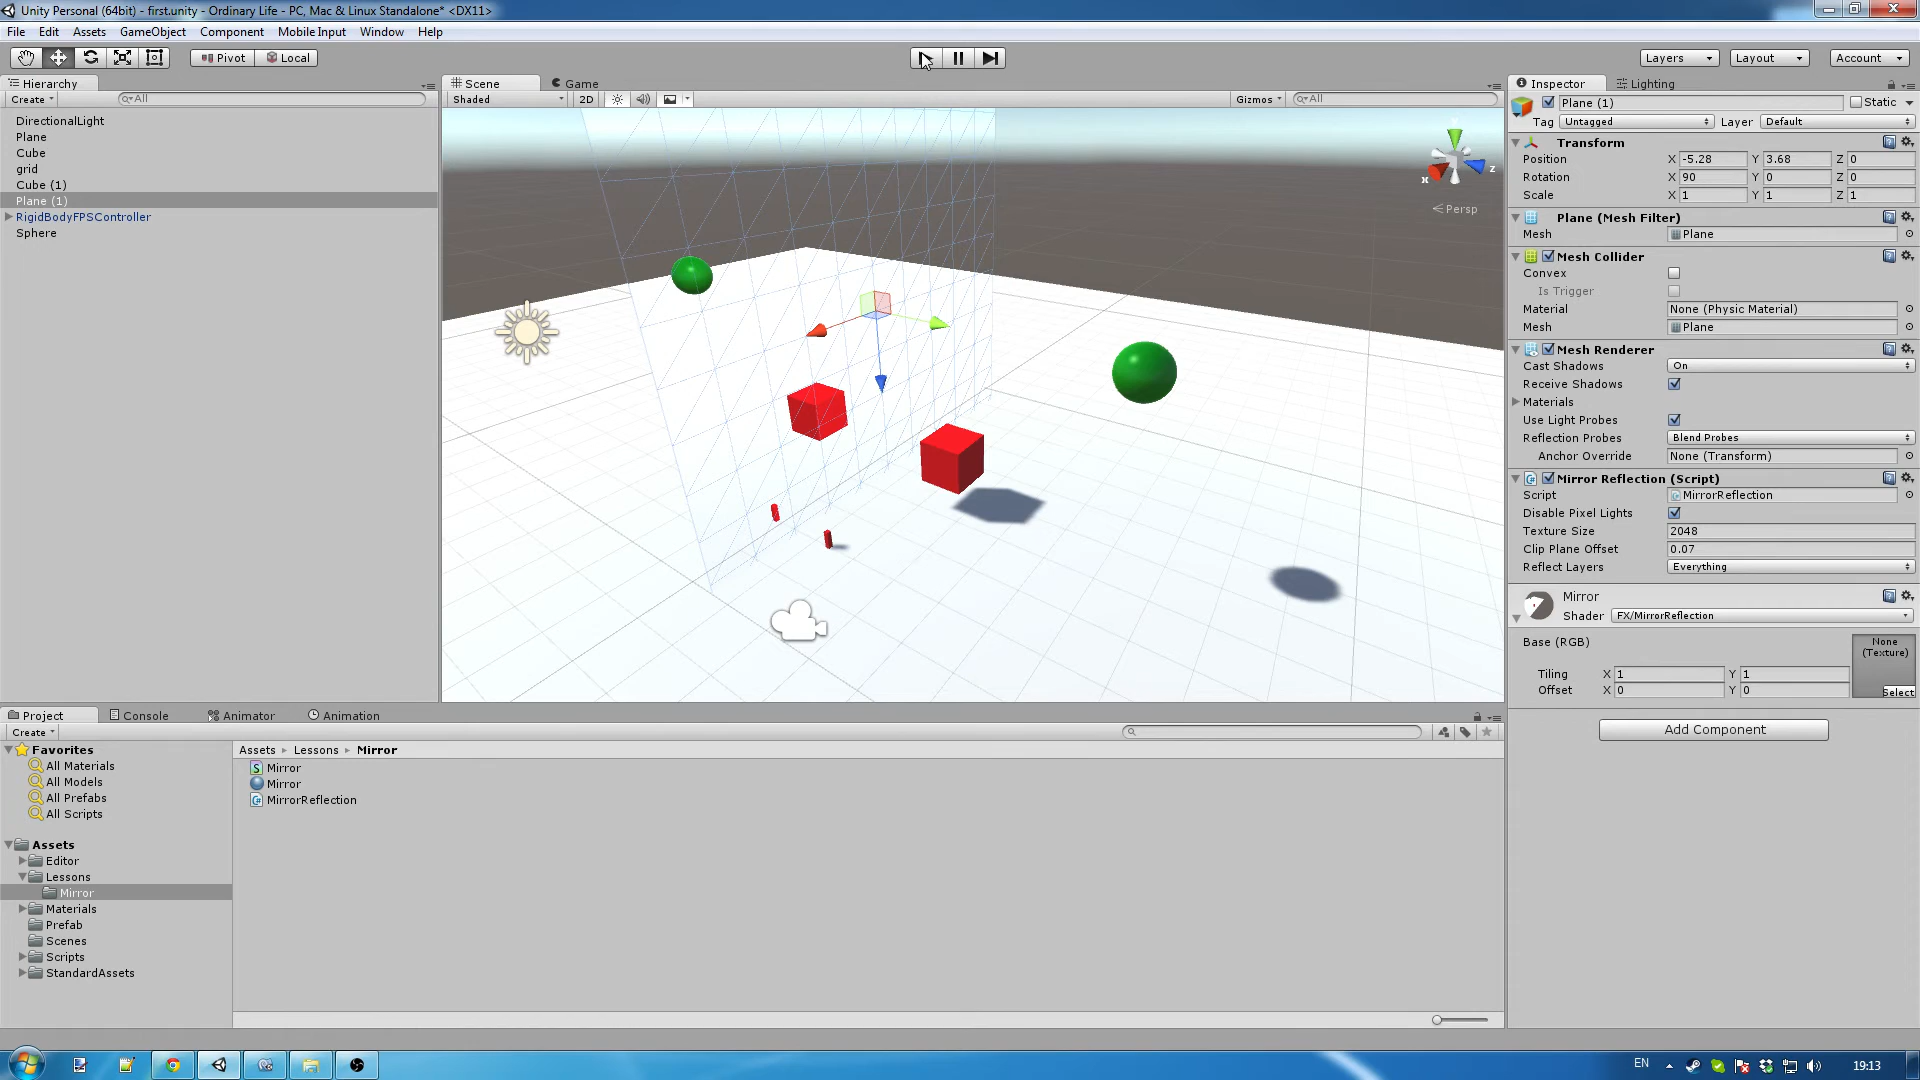 Unity Personal (64bit) - first.unity - Ordinary Life - PC, Mac & Linux Standalone* <DX11>
File Edit Assets GameObject Component Mobile Input Window Help
Pivot Local Layers Layout Account
Hierarchy
Create All
DirectionalLight
Plane
Cube
grid
Cube (1)
Plane (1)
RigidBodyFPSController
Sphere
Scene Game
Shaded 2D Gizmos All
y
x
z
Persp
Inspector Lighting
Plane (1) Static
Tag Untagged Layer Default
Transform
Position X -5.28 Y 3.68 Z 0
Rotation X 90 Y 0 Z 0
Scale X 1 Y 1 Z 1
Plane (Mesh Filter)
Mesh Plane
Mesh Collider
Convex
Is Trigger
Material None (Physic Material)
Mesh Plane
Mesh Renderer
Cast Shadows On
Receive Shadows
Materials
Use Light Probes
Reflection Probes Blend Probes
Anchor Override None (Transform)
Mirror Reflection (Script)
Script MirrorReflection
Disable Pixel Lights
Texture Size 2048
Clip Plane Offset 0.07
Reflect Layers Everything
Mirror
Shader FX/MirrorReflection
Base (RGB) None (Texture)
Tiling X 1 Y 1
Offset X 0 Y 0 Select
Add Component
Project Console Animator Animation
Create
Favorites
All Materials
All Models
All Prefabs
All Scripts
Assets
Editor
Lessons
Mirror
Materials
Prefab
Scenes
Scripts
StandardAssets
Assets Lessons Mirror
Mirror
Mirror
MirrorReflection
EN 19:13